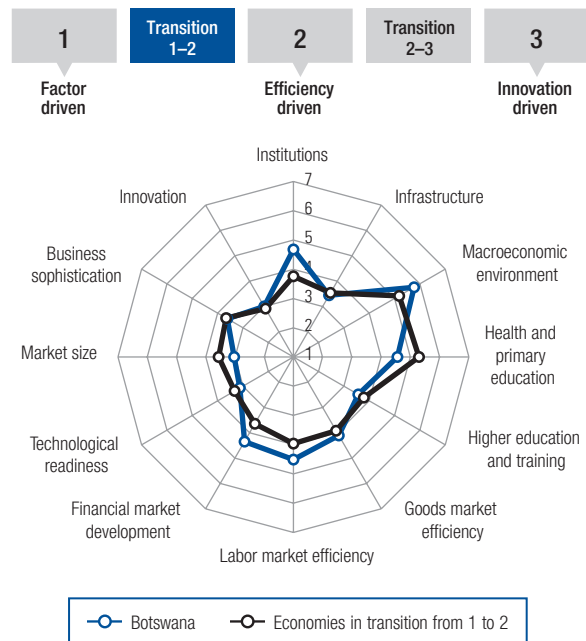 1
Transition
1–2
2
Transition
2–3
3
Factor
driven
Efficiency
driven
Innovation
driven
Institutions
Infrastructure
Macroeconomic
environment
Health and
primary
education
Higher education
and training
Goods market
efficiency
Labor market efficiency
Financial market
development
Technological
readiness
Market size
Business
sophistication
Innovation
7
6
5
4
3
2
1
Botswana
Economies in transition from 1 to 2